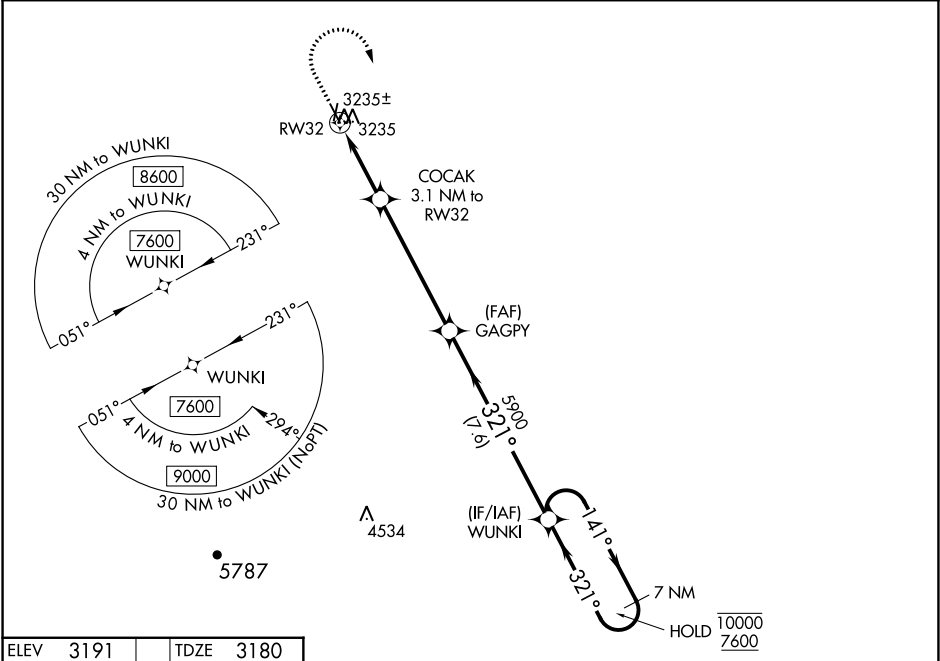 3235±
RW32
3235
COCAK
3.1 NM to
RW32
30 NM to WUNKI
8600
4 NM to WUNKI
7600
WUNKI
231°
051°
(FAF)
GAGPY
231°
WUNKI
051°
7600
4 NM to WUNKI
294°
9000
30 NM to WUNKI (NoPT)
5900
321°
(7.6)
4534
(IF/IAF)
WUNKI
141°
5787
321°
7 NM
HOLD
10000
7600
ELEV 3191
TDZE 3180